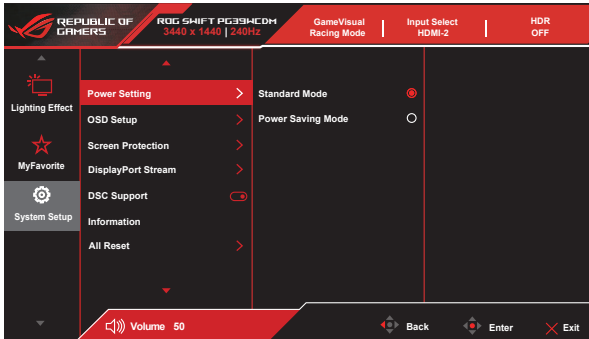 REPUBLIC OF
GAMERS
ROG SWIFT PG39WCDM
3440 x 1440 | 240Hz
GameVisual
Racing Mode
Input Select
HDMI-2
HDR
OFF
Lighting Effect
MyFavorite
System Setup
Power Setting
OSD Setup
Screen Protection
DisplayPort Stream
DSC Support
Information
All Reset
Standard Mode
Power Saving Mode
Volume 50
Back
Enter
Exit